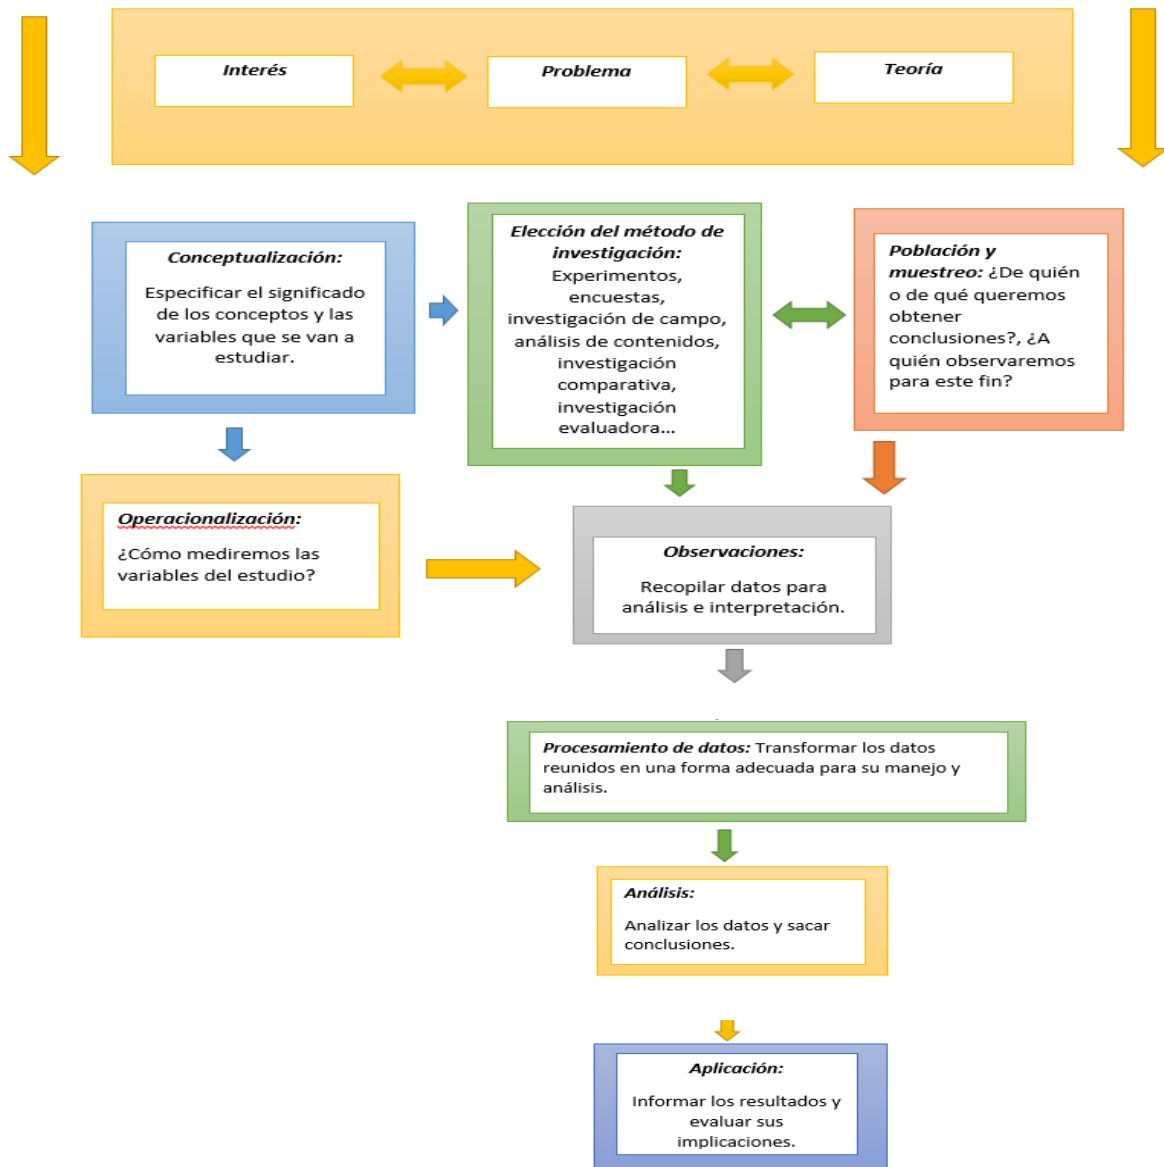 Interés
Problema
Teoría
Conceptualización:
Especificar el significado
de los conceptos y las
variables que se van a
estudiar.
Elección del método de
investigación:
Experimentos,
encuestas,
investigación de campo,
análisis de contenidos,
investigación
comparativa,
investigación
evaluadora...
Población y
muestreo: ¿De quién
o de qué queremos
obtener
conclusiones?, ¿A
quién observaremos
para este fin?
Operacionalización:
¿Cómo mediremos las
variables del estudio?
Observaciones:
Recopilar datos para
análisis e interpretación.
Procesamiento de datos: Transformar los datos
reunidos en una forma adecuada para su manejo y
análisis.
Análisis:
Analizar los datos y sacar
conclusiones.
Aplicación:
Informar los resultados y
evaluar sus
implicaciones.